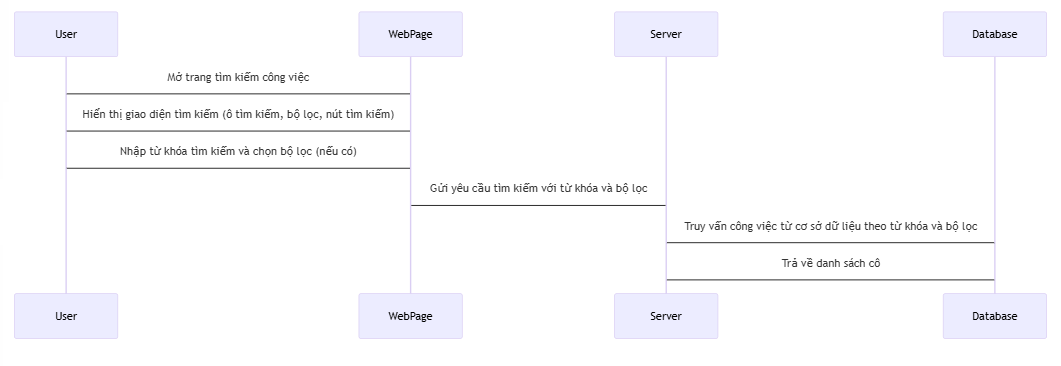 User
WebPage
Server
Database
Mở trang tìm kiếm công việc
Hiển thị giao diện tìm kiếm (ô tìm kiếm, bộ lọc, nút tìm kiếm)
Nhập từ khóa tìm kiếm và chọn bộ lọc (nếu có)
Gửi yêu cầu tìm kiếm với từ khóa và bộ lọc
Truy vấn công việc từ cơ sở dữ liệu theo từ khóa và bộ lọc
Trả về danh sách cô
User
WebPage
Server
Database